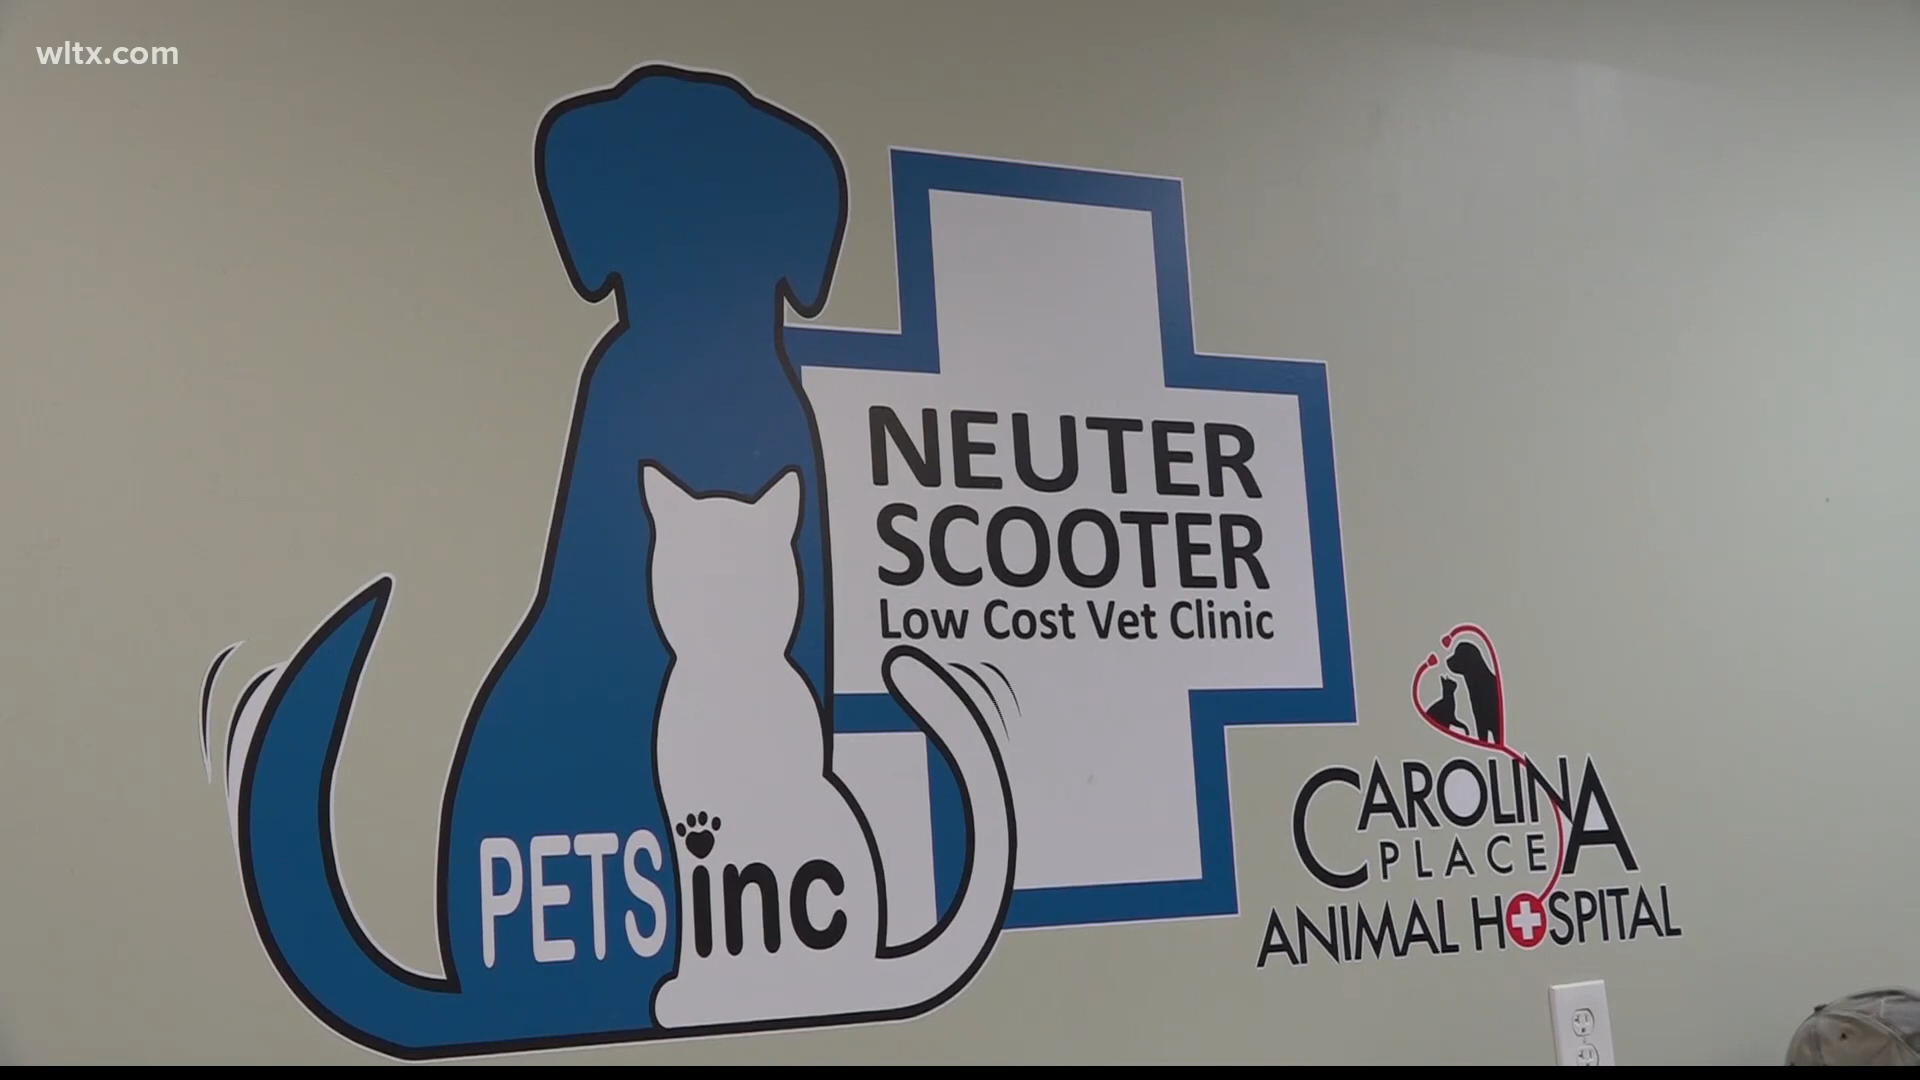 wltx.com
NEUTER
SCOOTER
Low Cost Vet Clinic
PETS inc
CAROLINA
PLACE
ANIMAL HOSPITAL